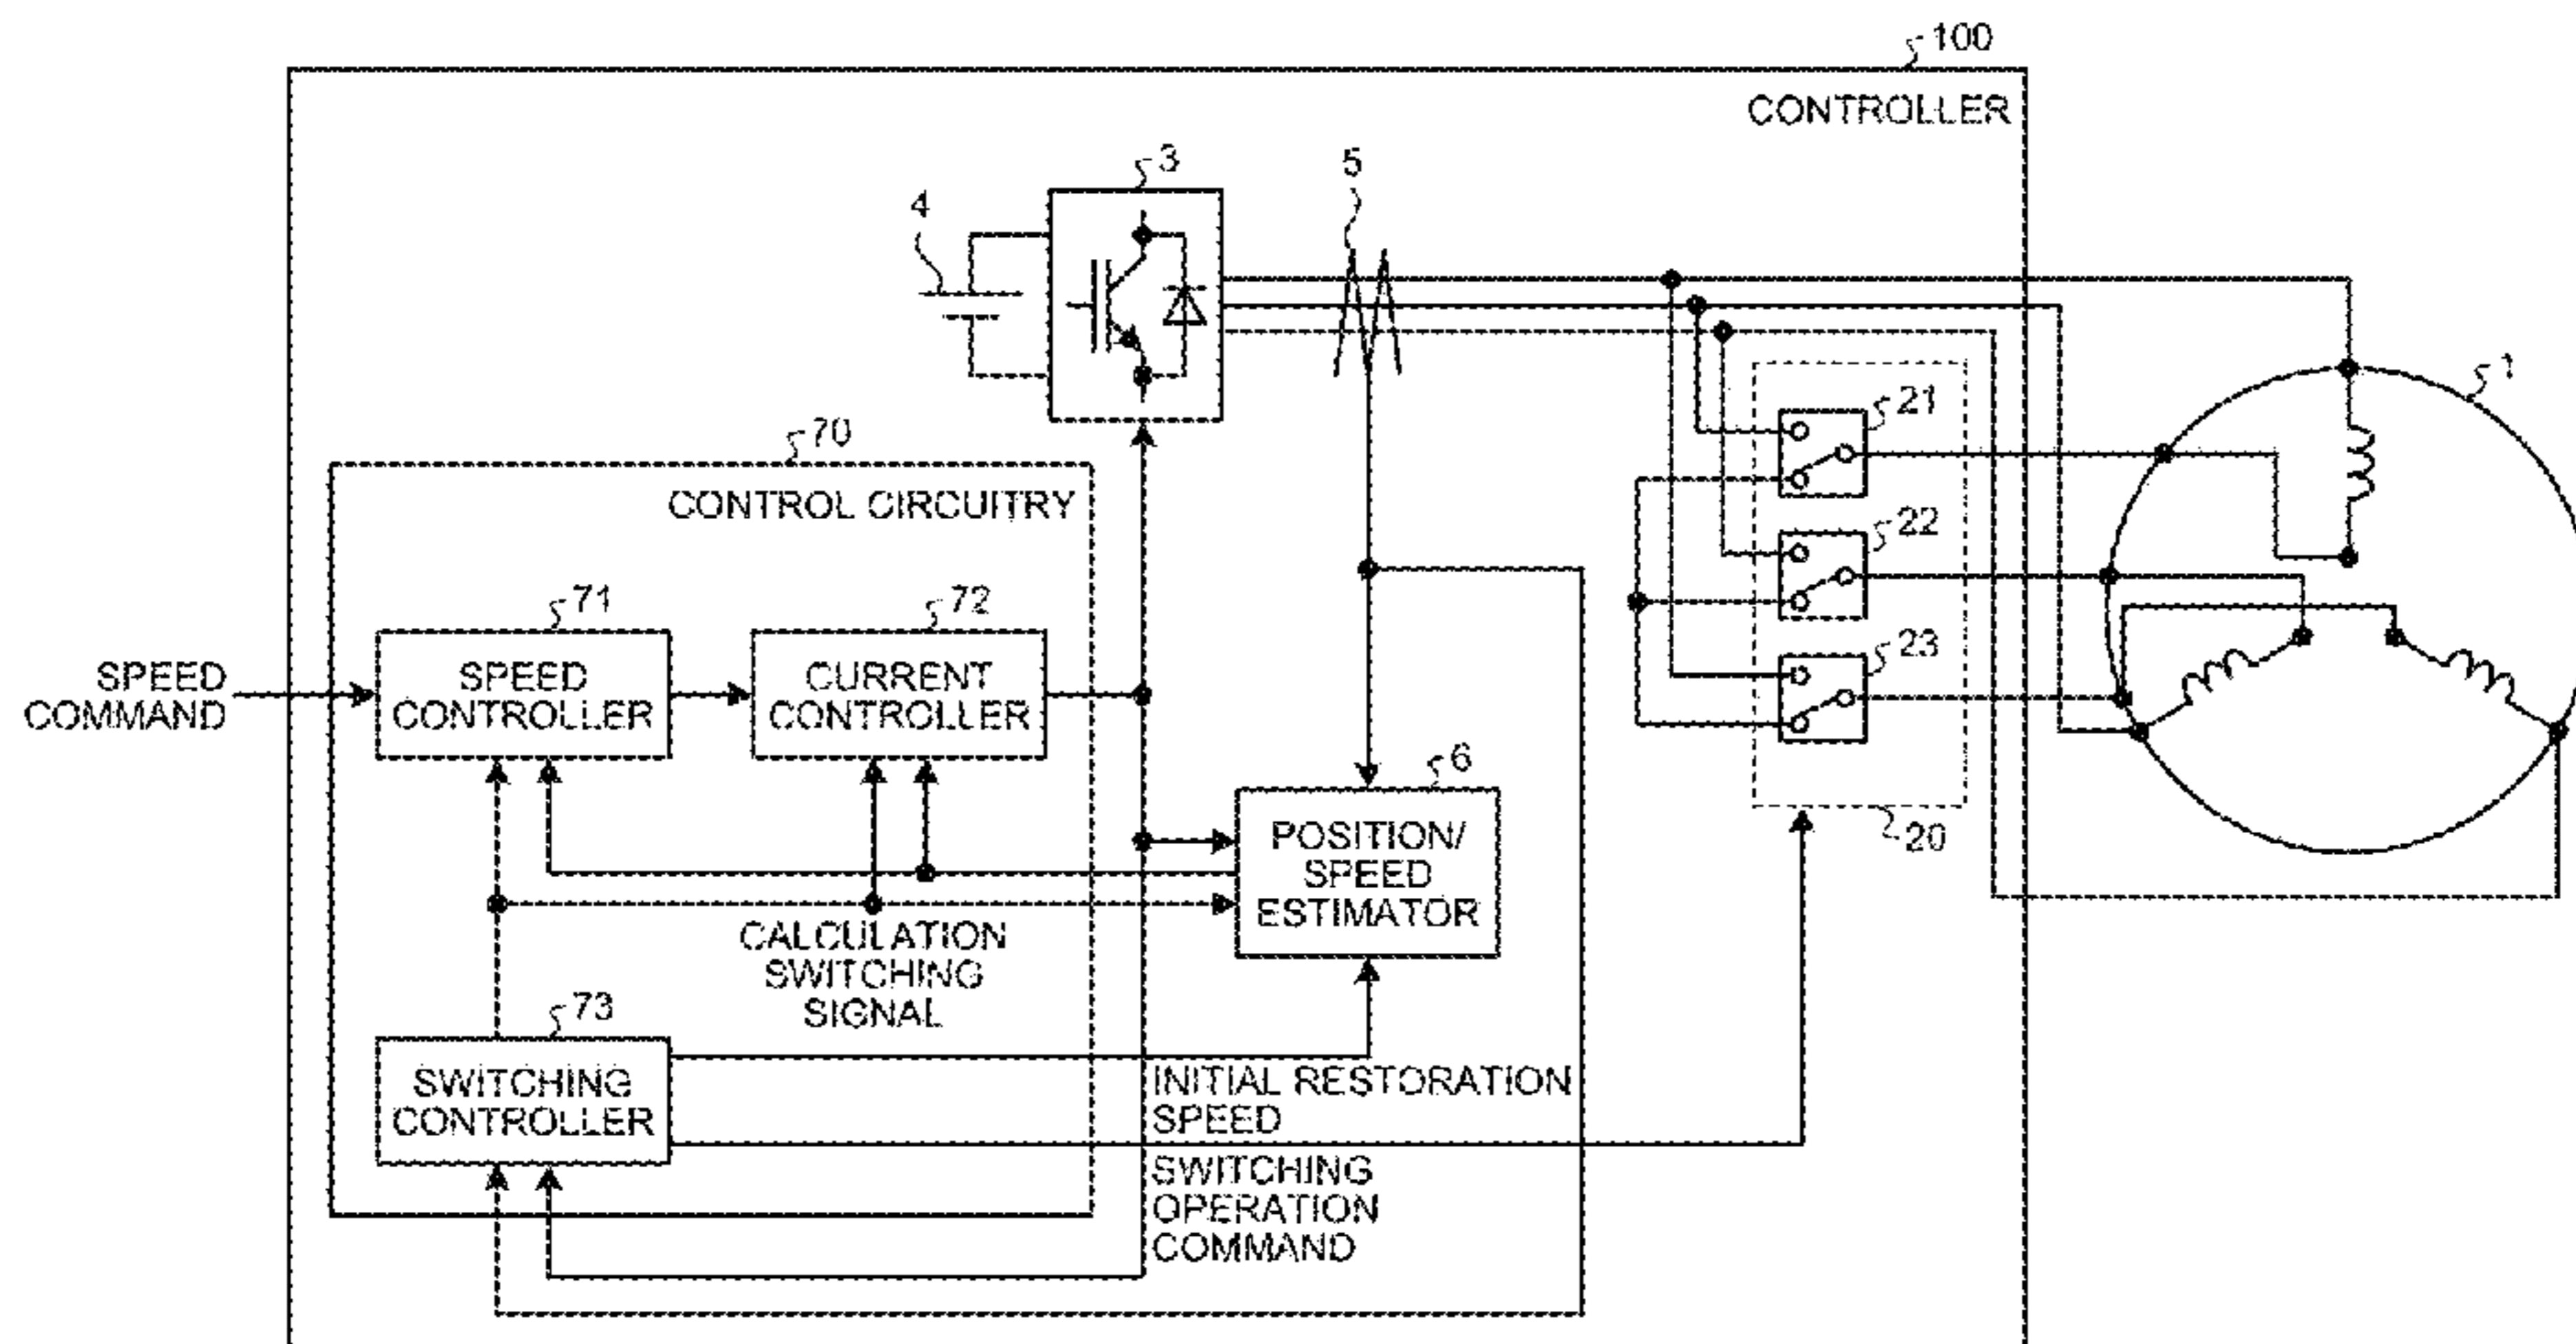 100
CONTROLLER
3
5
4
1
21
70
CONTROL CIRCUITRY
22
71
72
23
SPEED
COMMAND
SPEED
CONTROLLER
CURRENT
CONTROLLER
6
20
POSITION/
SPEED
ESTIMATOR
CALCULATION
SWITCHING
SIGNAL
73
SWITCHING
CONTROLLER
INITIAL RESTORATION
SPEED
SWITCHING
OPERATION
COMMAND